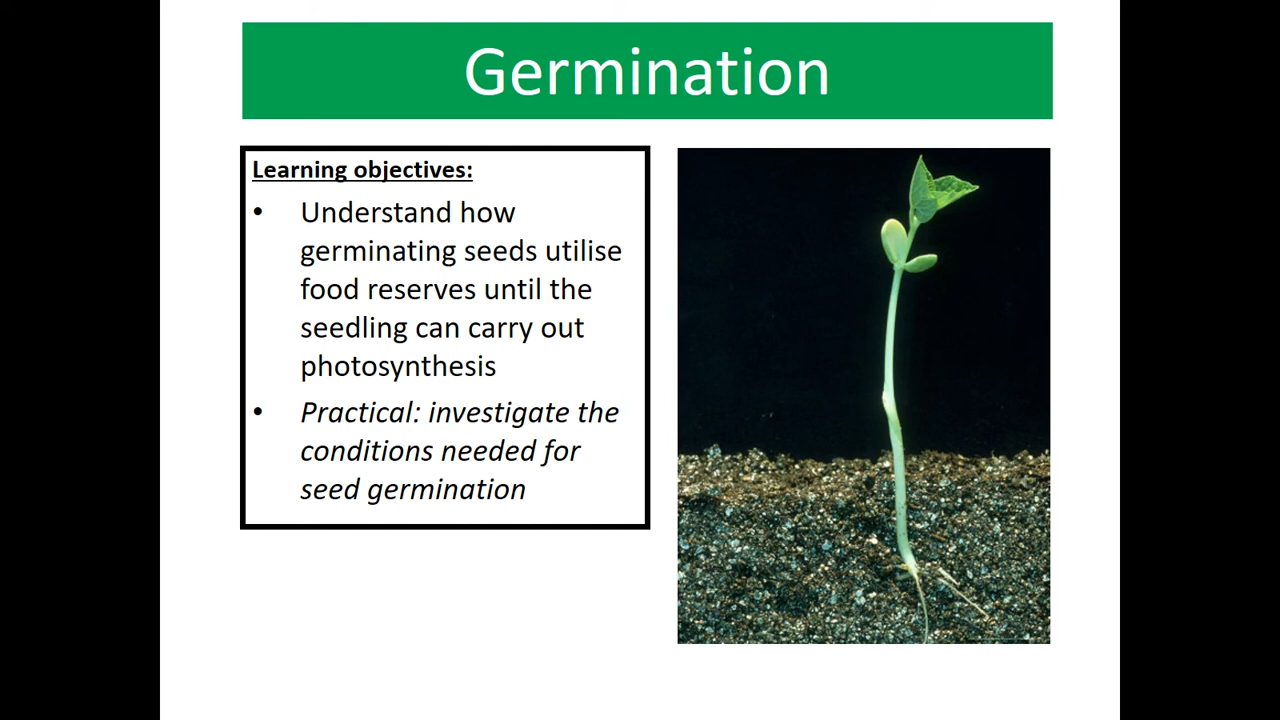 Germination
Learning objectives:
• Understand how
germinating seeds utilise
food reserves until the
seedling can carry out
photosynthesis
• Practical: investigate the
conditions needed for
seed germination